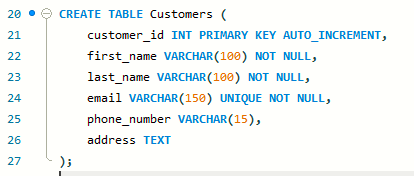 20 CREATE TABLE Customers (
21     customer_id INT PRIMARY KEY AUTO_INCREMENT,
22     first_name VARCHAR(100) NOT NULL,
23     last_name VARCHAR(100) NOT NULL,
24     email VARCHAR(150) UNIQUE NOT NULL,
25     phone_number VARCHAR(15),
26     address TEXT
27 );